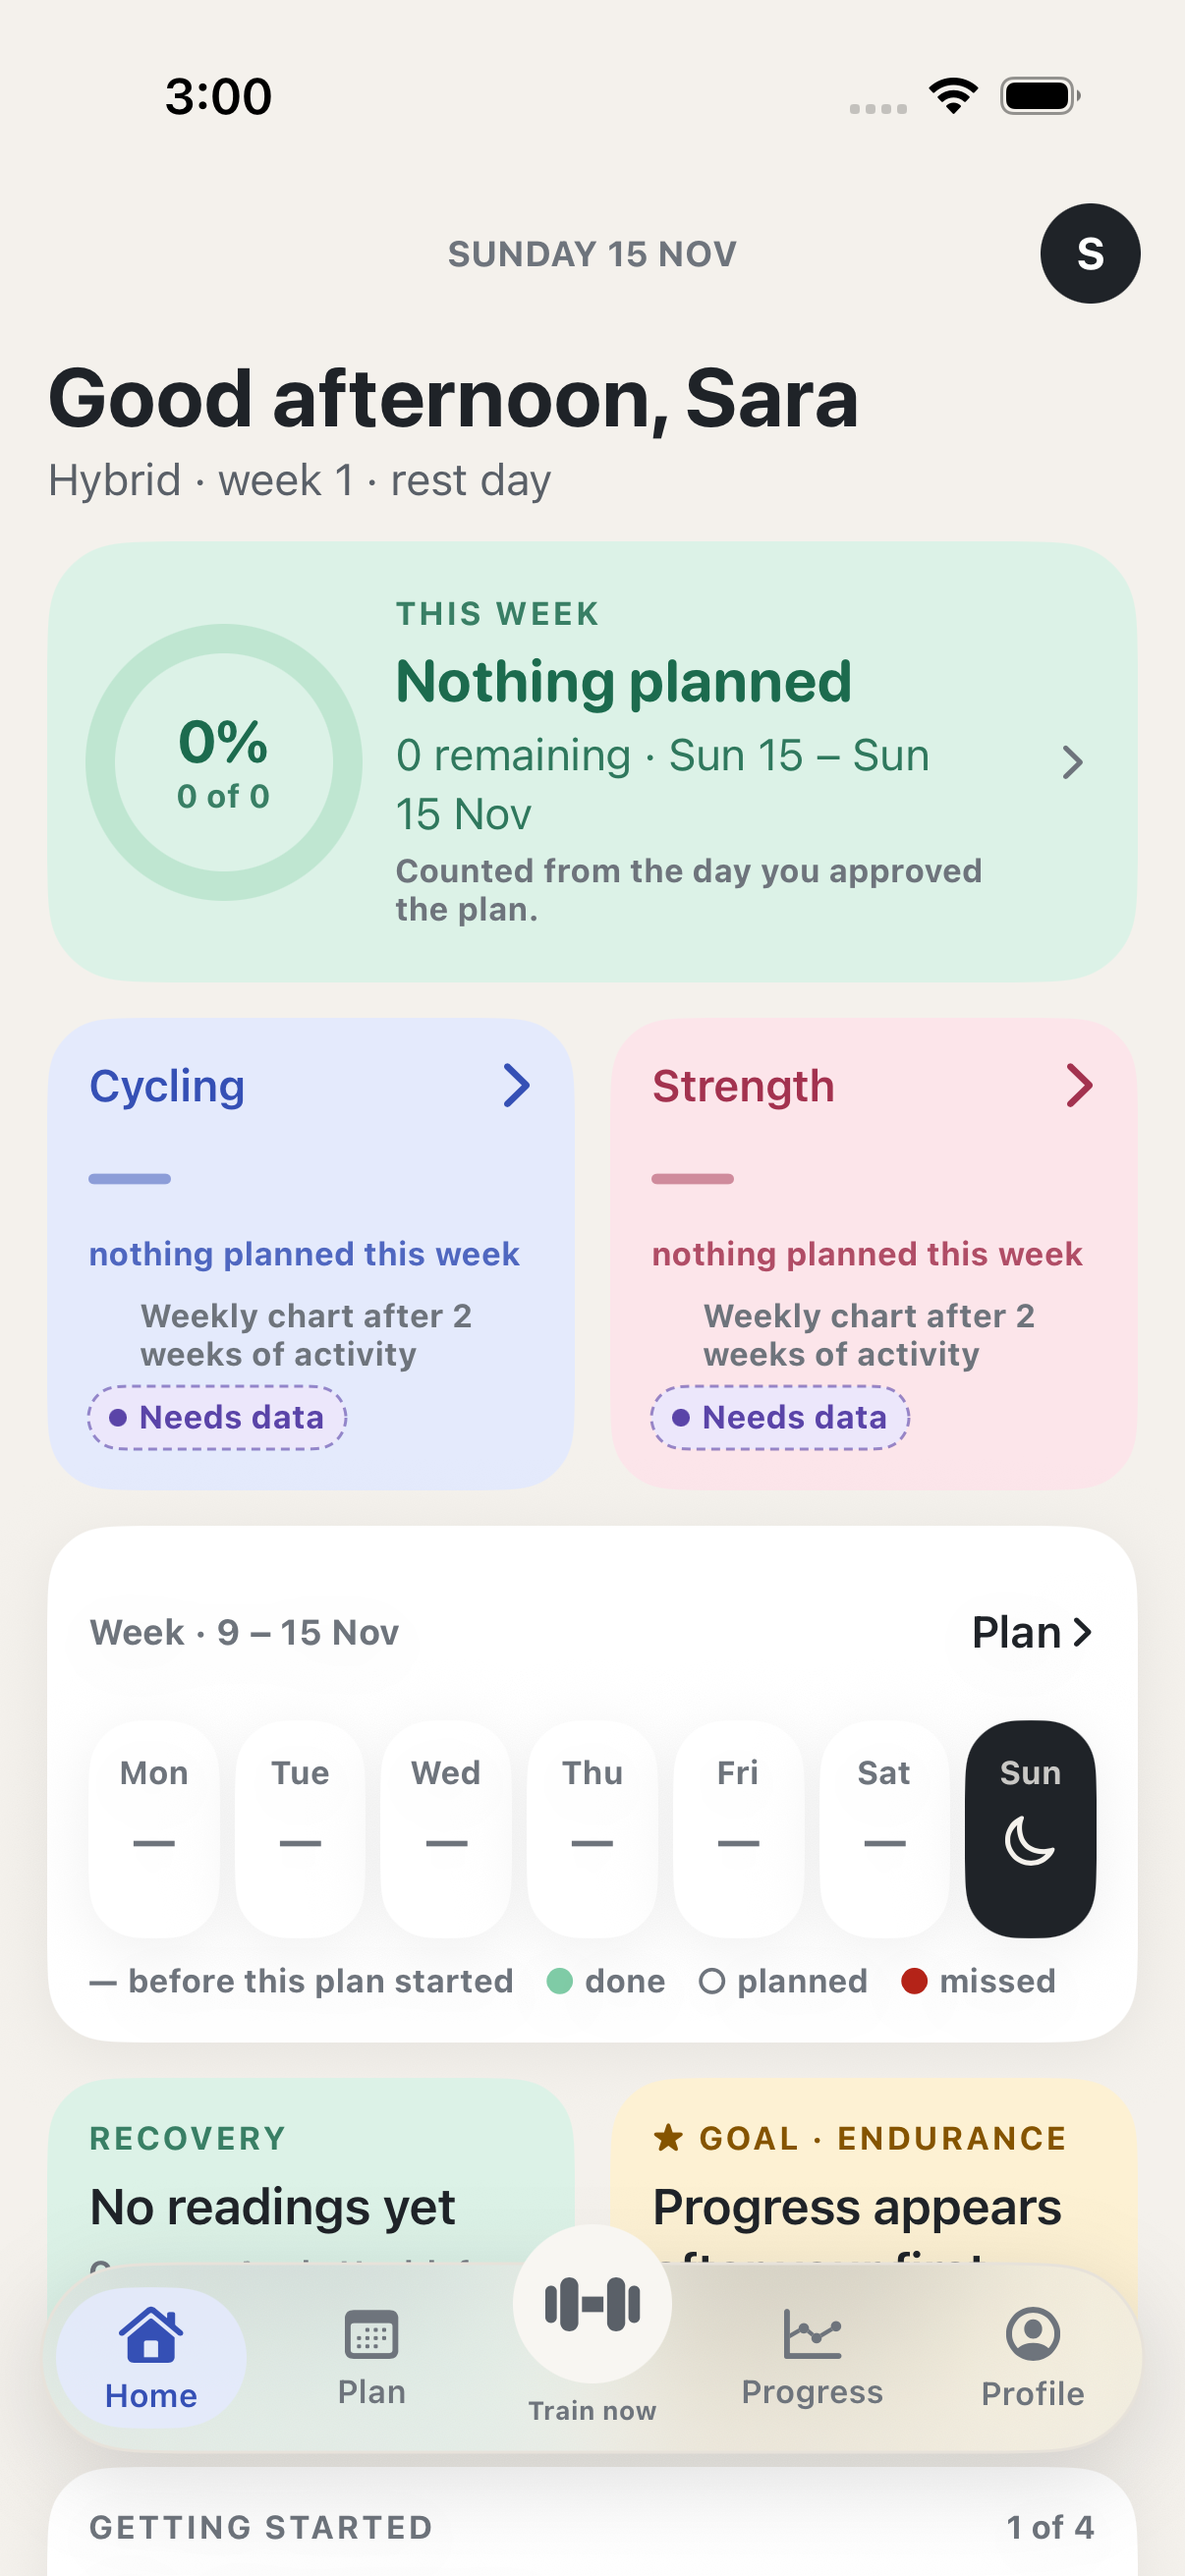 3:00
SUNDAY 15 NOV
S
Good afternoon, Sara
Hybrid · week 1 · rest day
THIS WEEK
Nothing planned
0%
0 of 0
0 remaining · Sun 15 – Sun
15 Nov
Counted from the day you approved
the plan.
Cycling
nothing planned this week
Weekly chart after 2
weeks of activity
Needs data
Strength
nothing planned this week
Weekly chart after 2
weeks of activity
Needs data
Week · 9 – 15 Nov
Plan
Mon Tue Wed Thu Fri Sat Sun
— — — — — —
— before this plan started done planned missed
RECOVERY
No readings yet
GOAL · ENDURANCE
Progress appears
Home
Plan
Train now
Progress
Profile
GETTING STARTED
1 of 4